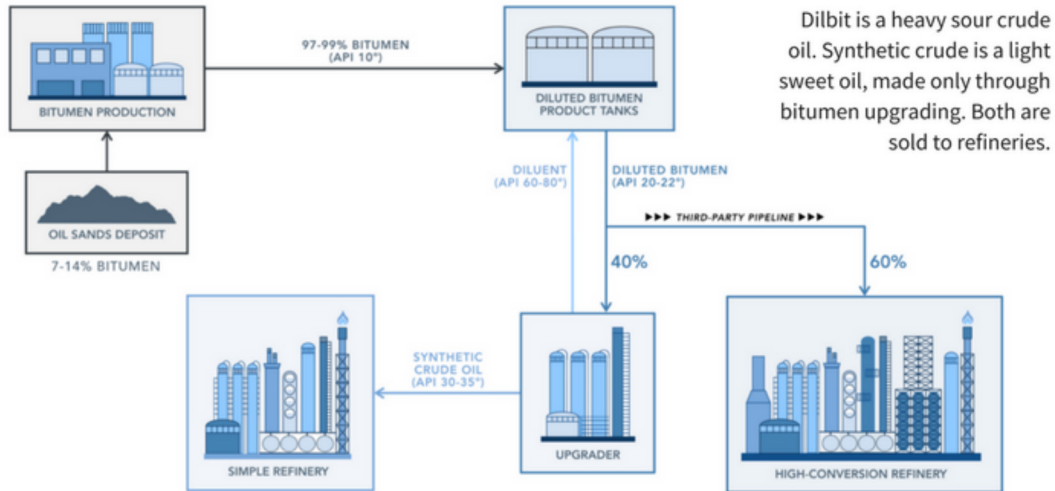 Dilbit is a heavy sour crude
oil. Synthetic crude is a light
sweet oil, made only through
bitumen upgrading. Both are
sold to refineries.
97-99% BITUMEN
(API 10°)
BITUMEN PRODUCTION
DILUTED BITUMEN
PRODUCT TANKS
OIL SANDS DEPOSIT
7-14% BITUMEN
DILUENT
(API 60-80°)
DILUTED BITUMEN
(API 20-22°)
►►► THIRD-PARTY PIPELINE ►►►
40%
60%
SYNTHETIC
CRUDE OIL
(API 30-35°)
SIMPLE REFINERY
UPGRADER
HIGH-CONVERSION REFINERY